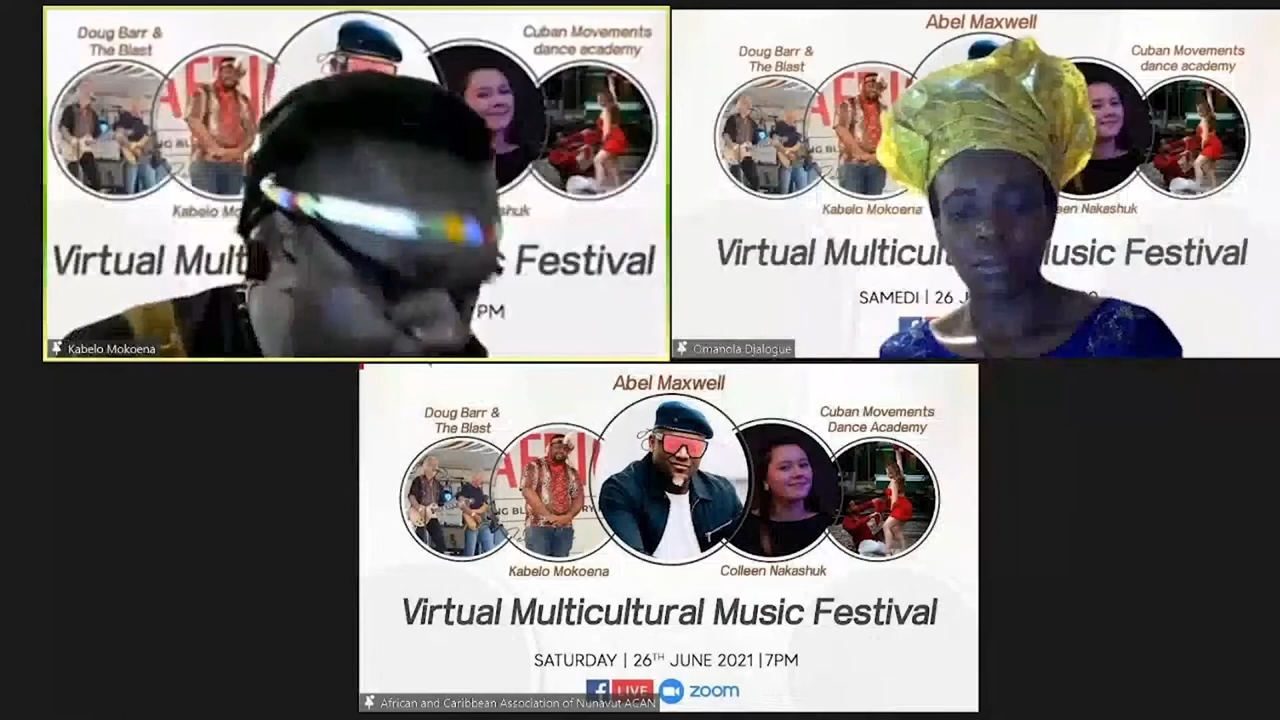 Doug Barr &
The Blast
Cuban Movements
dance academy
Kabelo Mo
shuk
Virtual Mult
Festival
PM
Kabelo Mokoena
Abel Maxwell
Doug Barr &
The Blast
Cuban Movements
dance academy
Kabelo Mokoena
een Nakashuk
Virtual Multicul
usic Festival
SAMEDI | 26 J
Omanola Djalogue
Abel Maxwell
Doug Barr &
The Blast
Cuban Movements
Dance Academy
Kabelo Mokoena
Colleen Nakashuk
Virtual Multicultural Music Festival
SATURDAY | 26TH JUNE 2021 |7PM
LIVE zoom
African and Caribbean Association of Nunavut ACAN